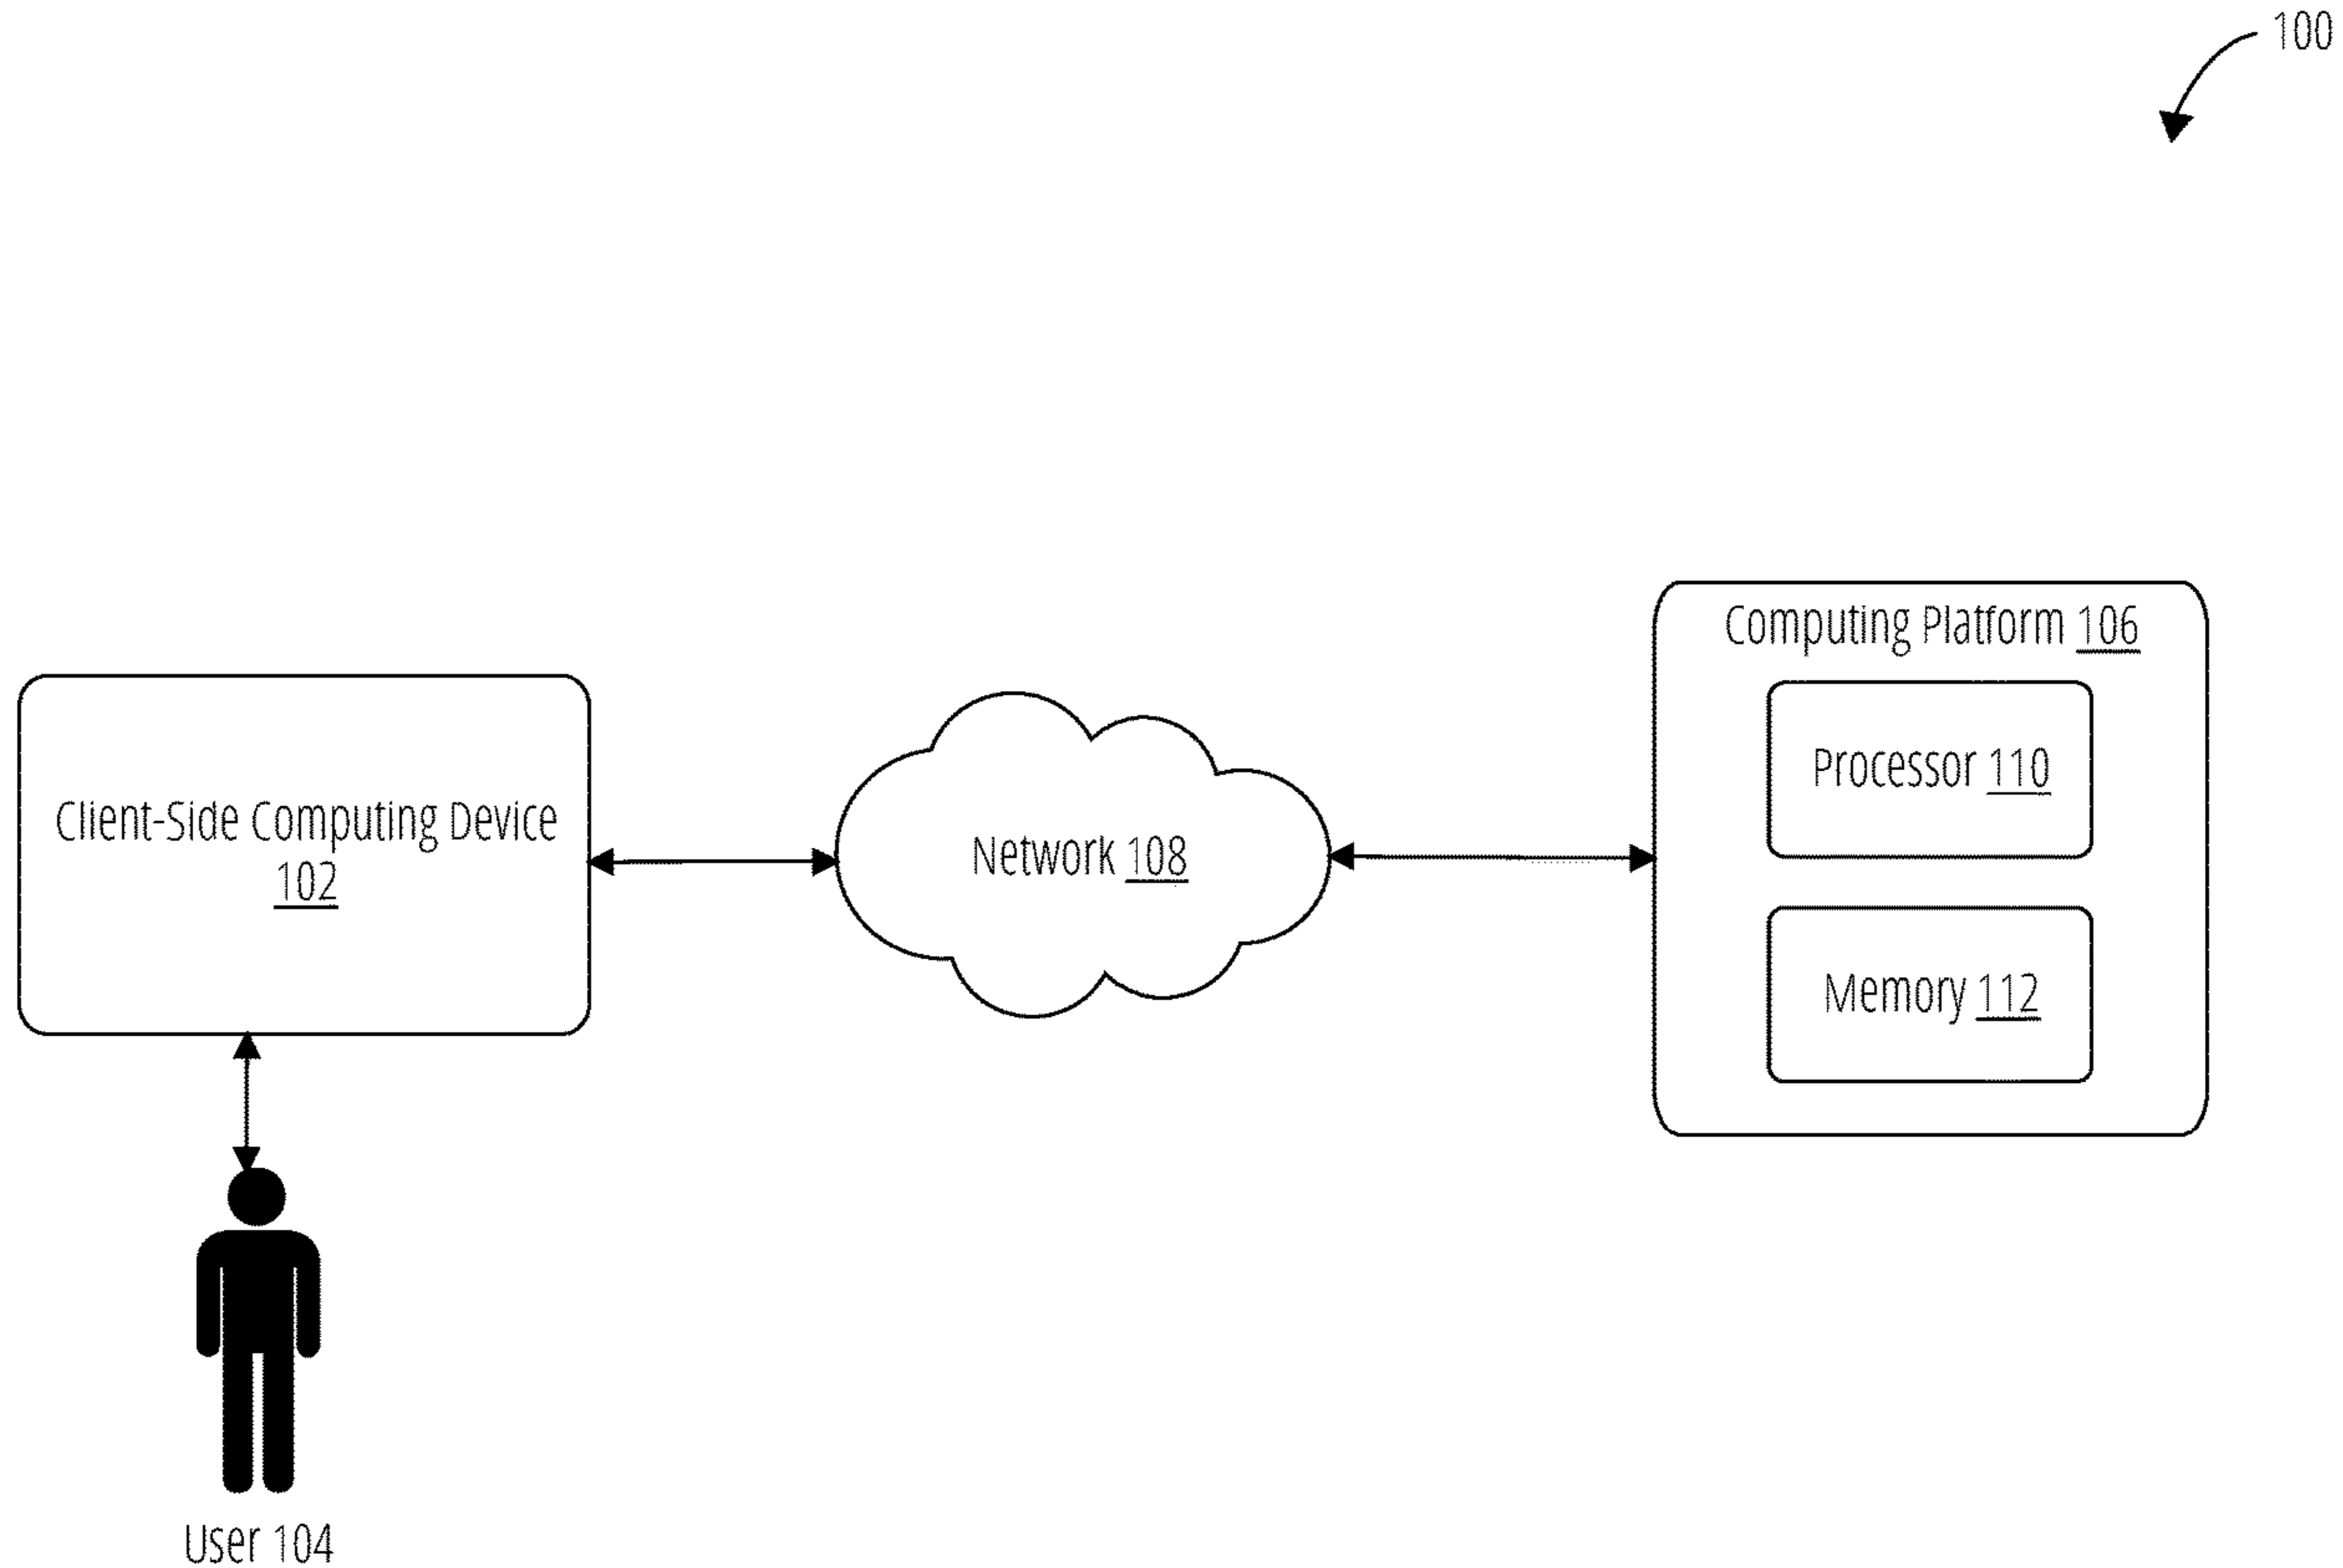 100
Computing Platform 106
Processor 110
Client-Side Computing Device
102
Network 108
Memory 112
User 104